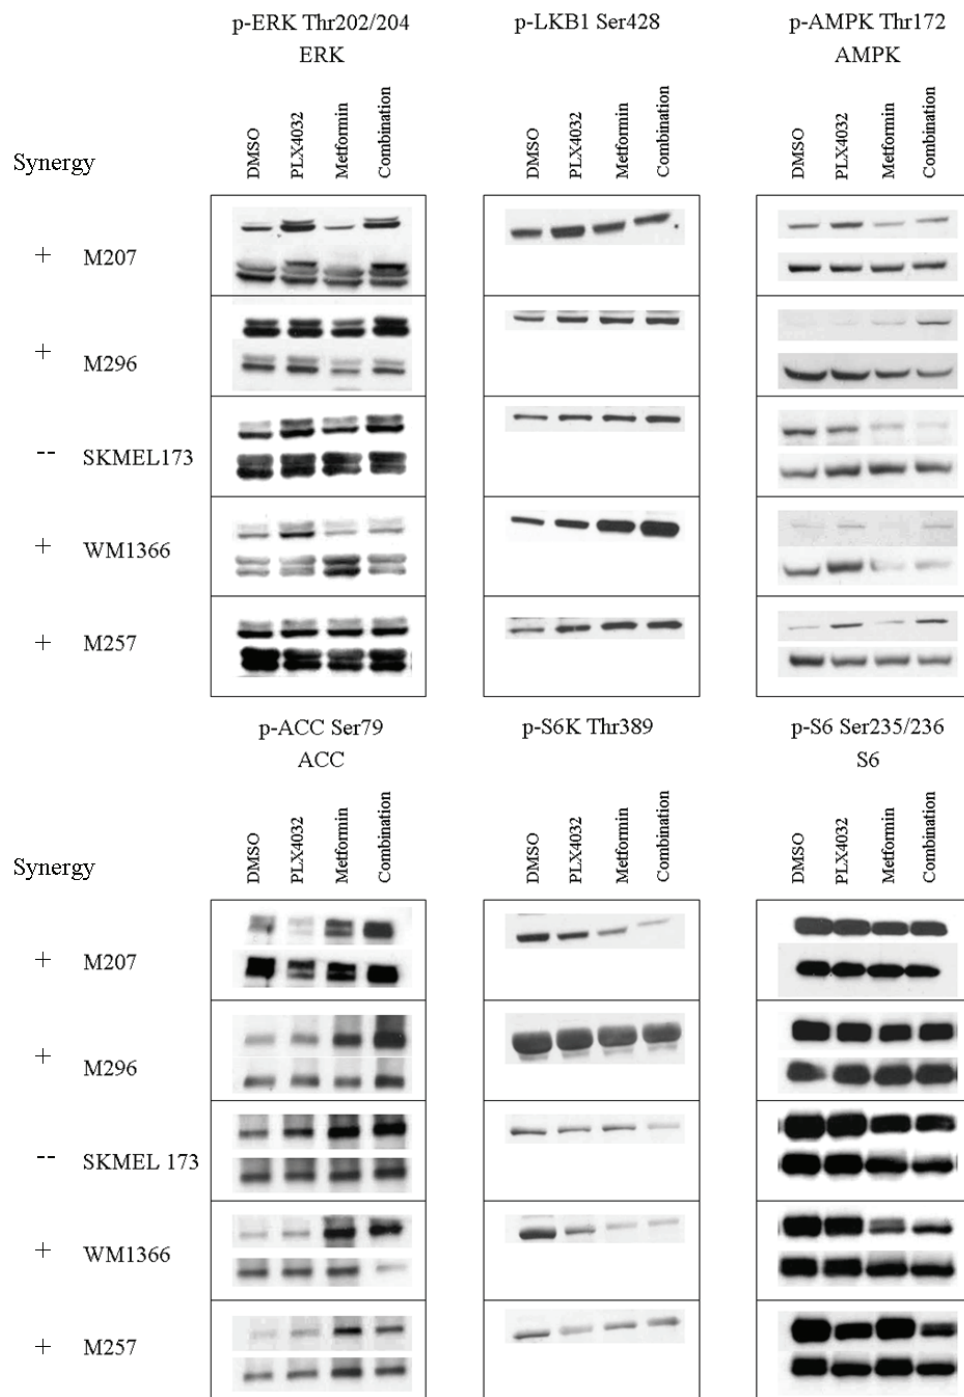 p-ERK Thr202/204 p-LKB1 Ser428 p-AMPK Thr172
ERK AMPK
DMSO PLX4032 Metformin Combination DMSO PLX4032 Metformin Combination DMSO PLX4032 Metformin Combination
Synergy
+ M207
+ M296
-- SKMEL173
+ WM1366
+ M257
p-ACC Ser79 p-S6K Thr389 p-S6 Ser235/236
ACC S6
DMSO PLX4032 Metformin Combination DMSO PLX4032 Metformin Combination DMSO PLX4032 Metformin Combination
Synergy
+ M207
+ M296
-- SKMEL 173
+ WM1366
+ M257